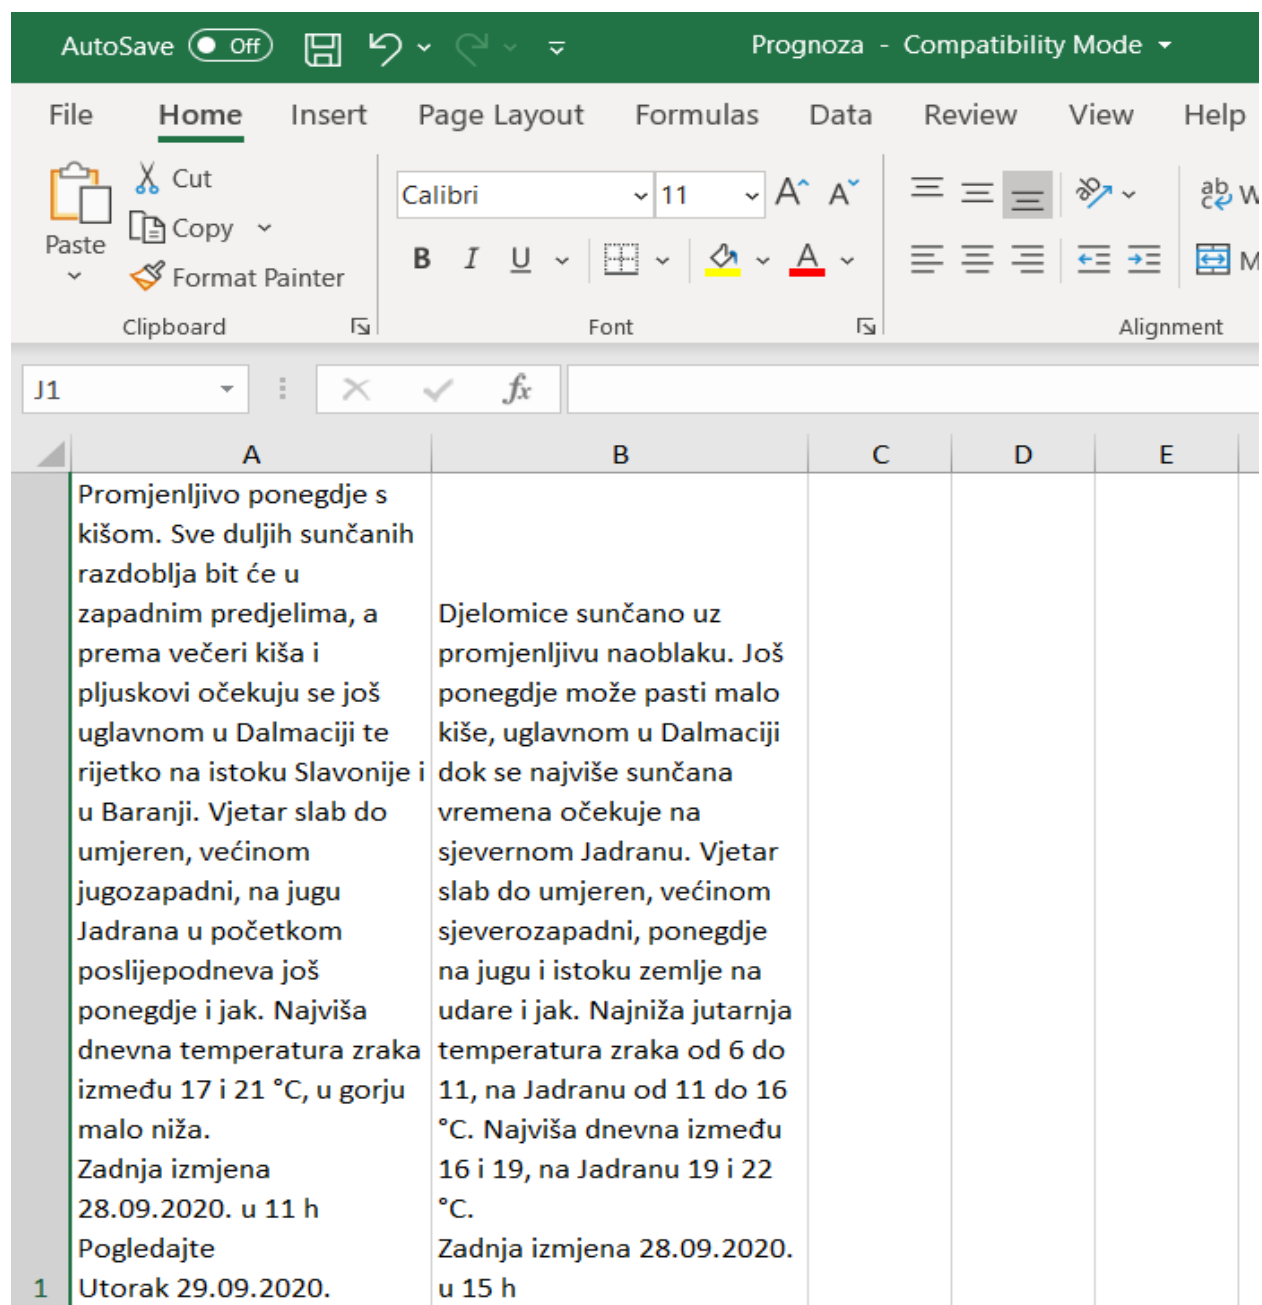 AutoSave Off Prognoza - Compatibility Mode
File Home Insert Page Layout Formulas Data Review View Help
Cut
Copy
Paste
Format Painter
Calibri 11 A A
B I U A
ab
Clipboard Font Alignment
J1 fx
A B C D E
Promjenljivo ponegdje s
kišom. Sve duljih sunčanih
razdoblja bit će u
zapadnim predjelima, a
prema večeri kiša i
pljuskovi očekuju se još
uglavnom u Dalmaciji te
rijetko na istoku Slavonije i
u Baranji. Vjetar slab do
umjeren, većinom
jugozapadni, na jugu
Jadrana u početkom
poslijepodneva još
ponegdje i jak. Najviša
dnevna temperatura zraka
između 17 i 21 °C, u gorju
malo niža.
Zadnja izmjena
28.09.2020. u 11 h
Pogledajte
Utorak 29.09.2020.
Djelomice sunčano uz
promjenljivu naoblaku. Još
ponegdje može pasti malo
kiše, uglavnom u Dalmaciji
dok se najviše sunčana
vremena očekuje na
sjevernom Jadranu. Vjetar
slab do umjeren, većinom
sjeverozapadni, ponegdje
na jugu i istoku zemlje na
udare i jak. Najniža jutarnja
temperatura zraka od 6 do
11, na Jadranu od 11 do 16
°C. Najviša dnevna između
16 i 19, na Jadranu 19 i 22
°C.
Zadnja izmjena 28.09.2020.
u 15 h
1